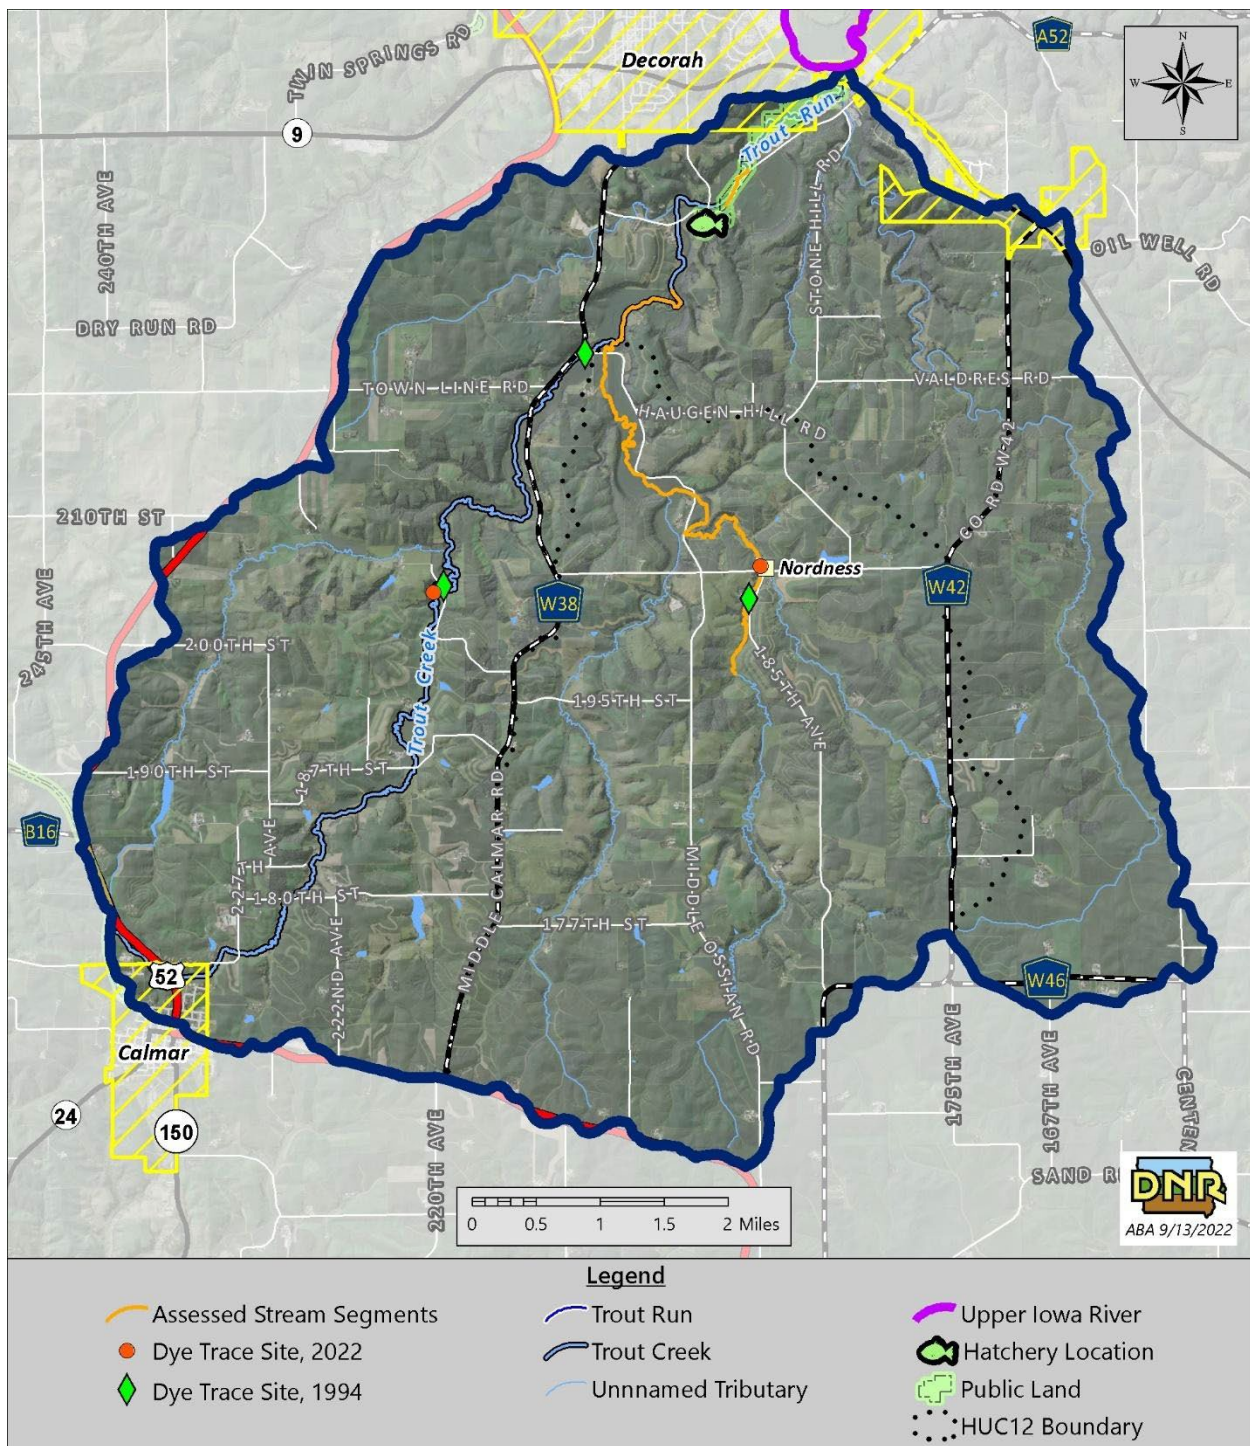 A52
N
W
E
S
TWIN SPRINGS RD
Decorah
9
Trout Run
240TH AVE
STONE HILL RD
OIL WELL RD
DRY RUN RD
TOWN LINE RD
VALDRES RD
HAUGEN HILL RD
CO RD W-42
210TH ST
245TH AVE
Nordness
W38
W42
200TH ST
Trout Creek
185TH AVE
195TH ST
190TH ST
187TH ST
B16
227TH AVE
180TH ST
MIDDLE CALMAR RD
MIDDLE OSSIAN RD
177TH ST
222ND AVE
52
W46
Calmar
24
150
220TH AVE
175TH AVE
167TH AVE
CENTEN
SAND R
0 0.5 1 1.5 2 Miles
DNR
ABA 9/13/2022
Legend
Assessed Stream Segments
Dye Trace Site, 2022
Dye Trace Site, 1994
Trout Run
Trout Creek
Unnnamed Tributary
Upper Iowa River
Hatchery Location
Public Land
HUC12 Boundary